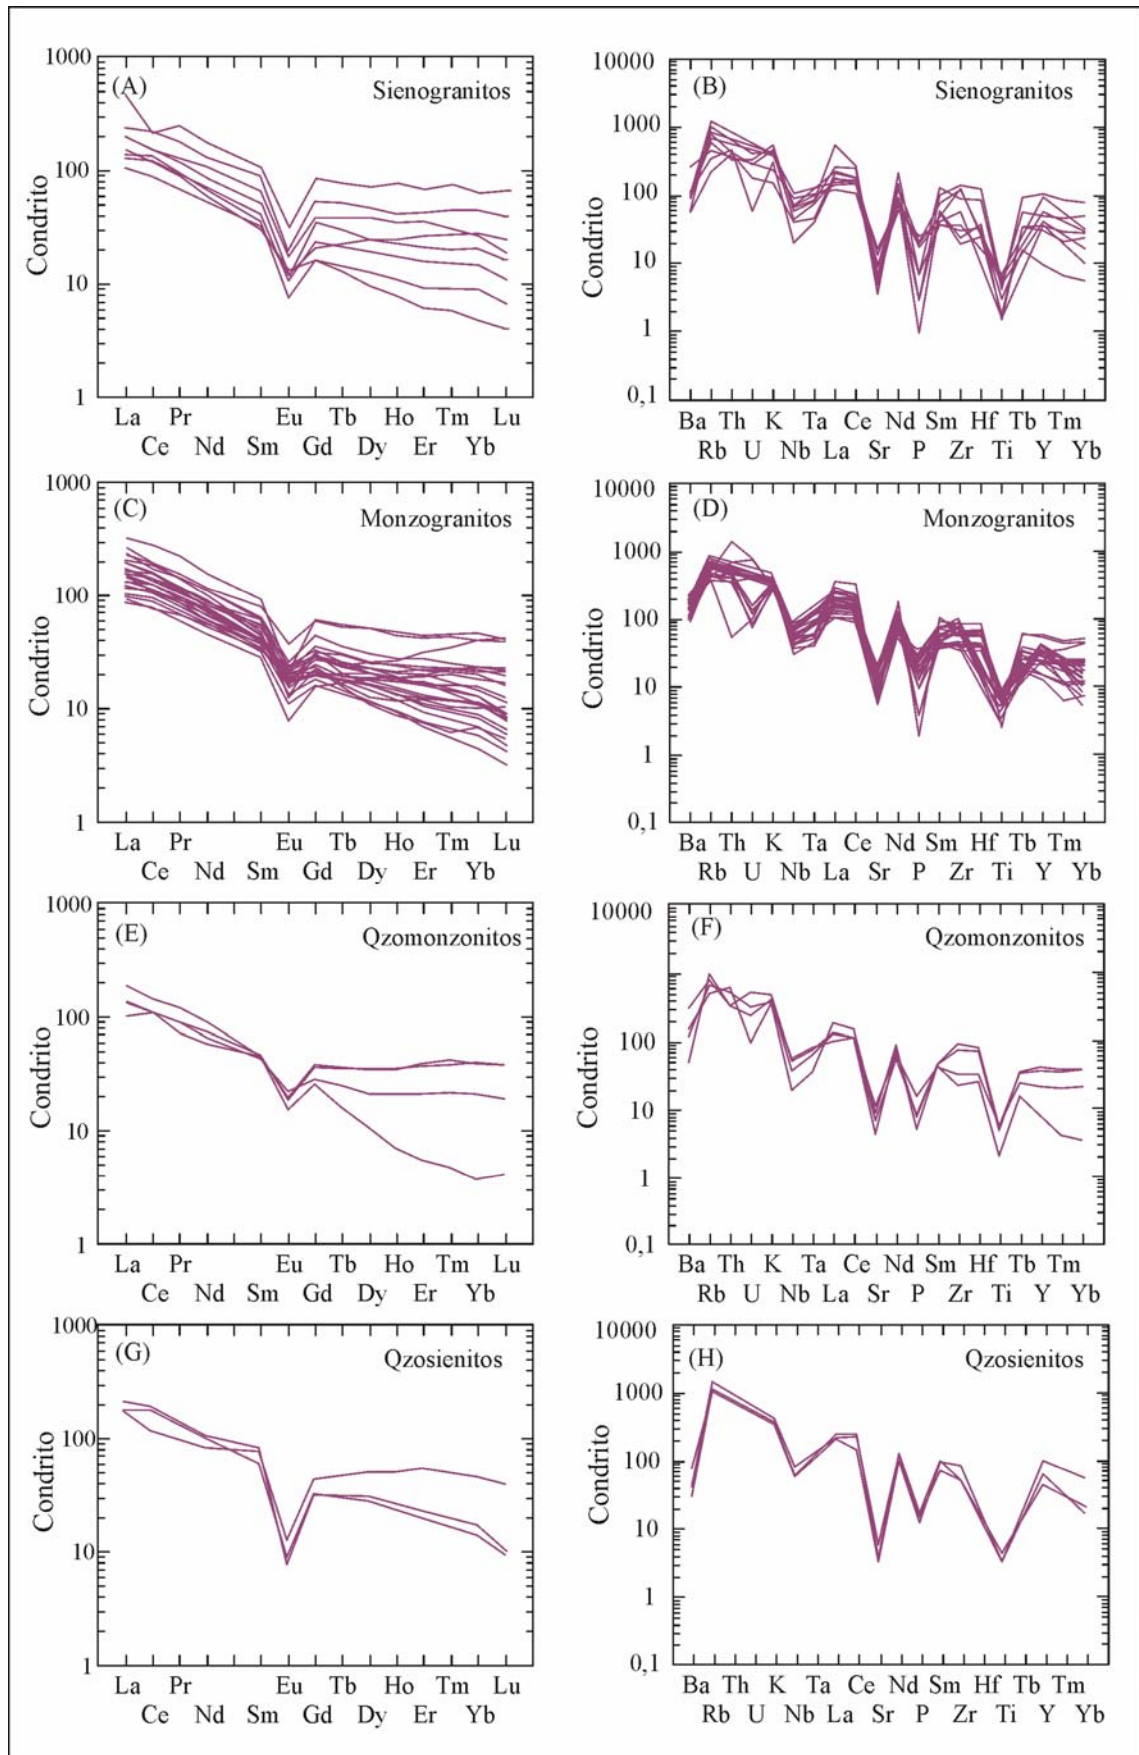 (A) Sienogranitos
1000
100
10
1
Condrito
La Pr Eu Tb Ho Tm Lu
Ce Nd Sm Gd Dy Er Yb
(B) Sienogranitos
10000
1000
100
10
1
0,1
Condrito
Ba Th K Ta Ce Nd Sm Hf Tb Tm
Rb U Nb La Sr P Zr Ti Y Yb
(C) Monzogranitos
1000
100
10
1
Condrito
La Pr Eu Tb Ho Tm Lu
Ce Nd Sm Gd Dy Er Yb
(D) Monzogranitos
10000
1000
100
10
1
0,1
Condrito
Ba Th K Ta Ce Nd Sm Hf Tb Tm
Rb U Nb La Sr P Zr Ti Y Yb
(E) Qzomonzonitos
1000
100
10
1
Condrito
La Pr Eu Tb Ho Tm Lu
Ce Nd Sm Gd Dy Er Yb
(F) Qzomonzonitos
10000
1000
100
10
1
0,1
Condrito
Ba Th K Ta Ce Nd Sm Hf Tb Tm
Rb U Nb La Sr P Zr Ti Y Yb
(G) Qzosienitos
1000
100
10
1
Condrito
La Pr Eu Tb Ho Tm Lu
Ce Nd Sm Gd Dy Er Yb
(H) Qzosienitos
10000
1000
100
10
1
0,1
Condrito
Ba Th K Ta Ce Nd Sm Hf Tb Tm
Rb U Nb La Sr P Zr Ti Y Yb